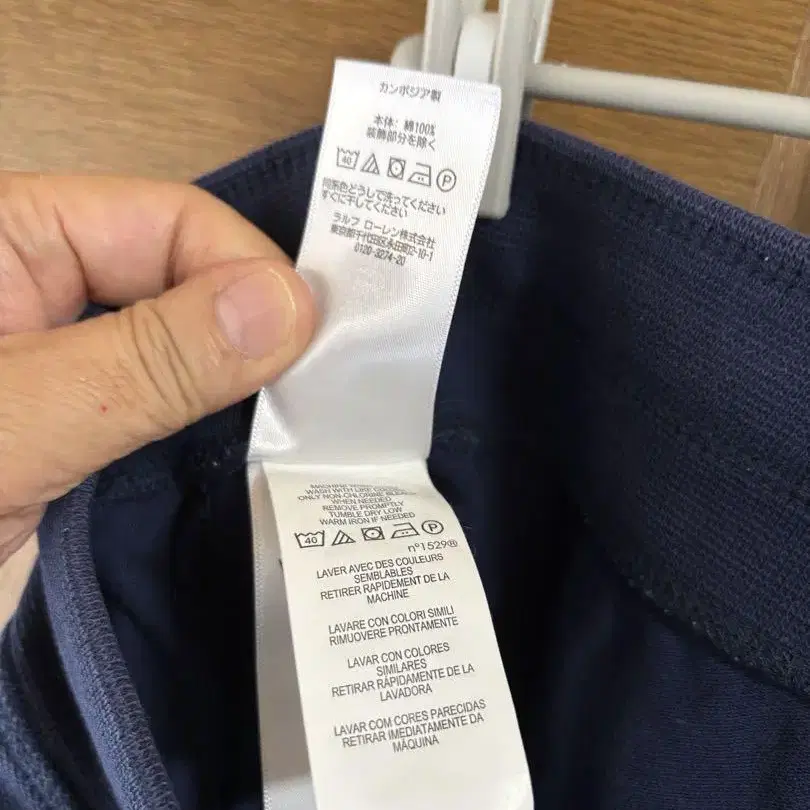 カンボジア製
本体: 綿100%
装飾部分を除く
40 P
同系色どうしで洗ってください
すぐに干してください
ラルフ ローレン株式会社
東京都千代田区永田町2-10-1
0120-3274-20
WASH WITH LIKE
ONLY NON-CHLORINE BLEACH
WHEN NEEDED
REMOVE PROMPTLY
TUMBLE DRY LOW
WARM IRON IF NEEDED
40 P
n°1529®
LAVER AVEC DES COULEURS
SEMBLABLES
RETIRER RAPIDEMENT DE LA
MACHINE
LAVARE CON COLORI SIMILI
RIMUOVERE PRONTAMENTE
LAVAR CON COLORES
SIMILARES
RETIRAR RÁPIDAMENTE DE LA
LAVADORA
LAVAR COM CORES PARECIDAS
RETIRAR IMEDIATAMENTE DA
MÁQUINA